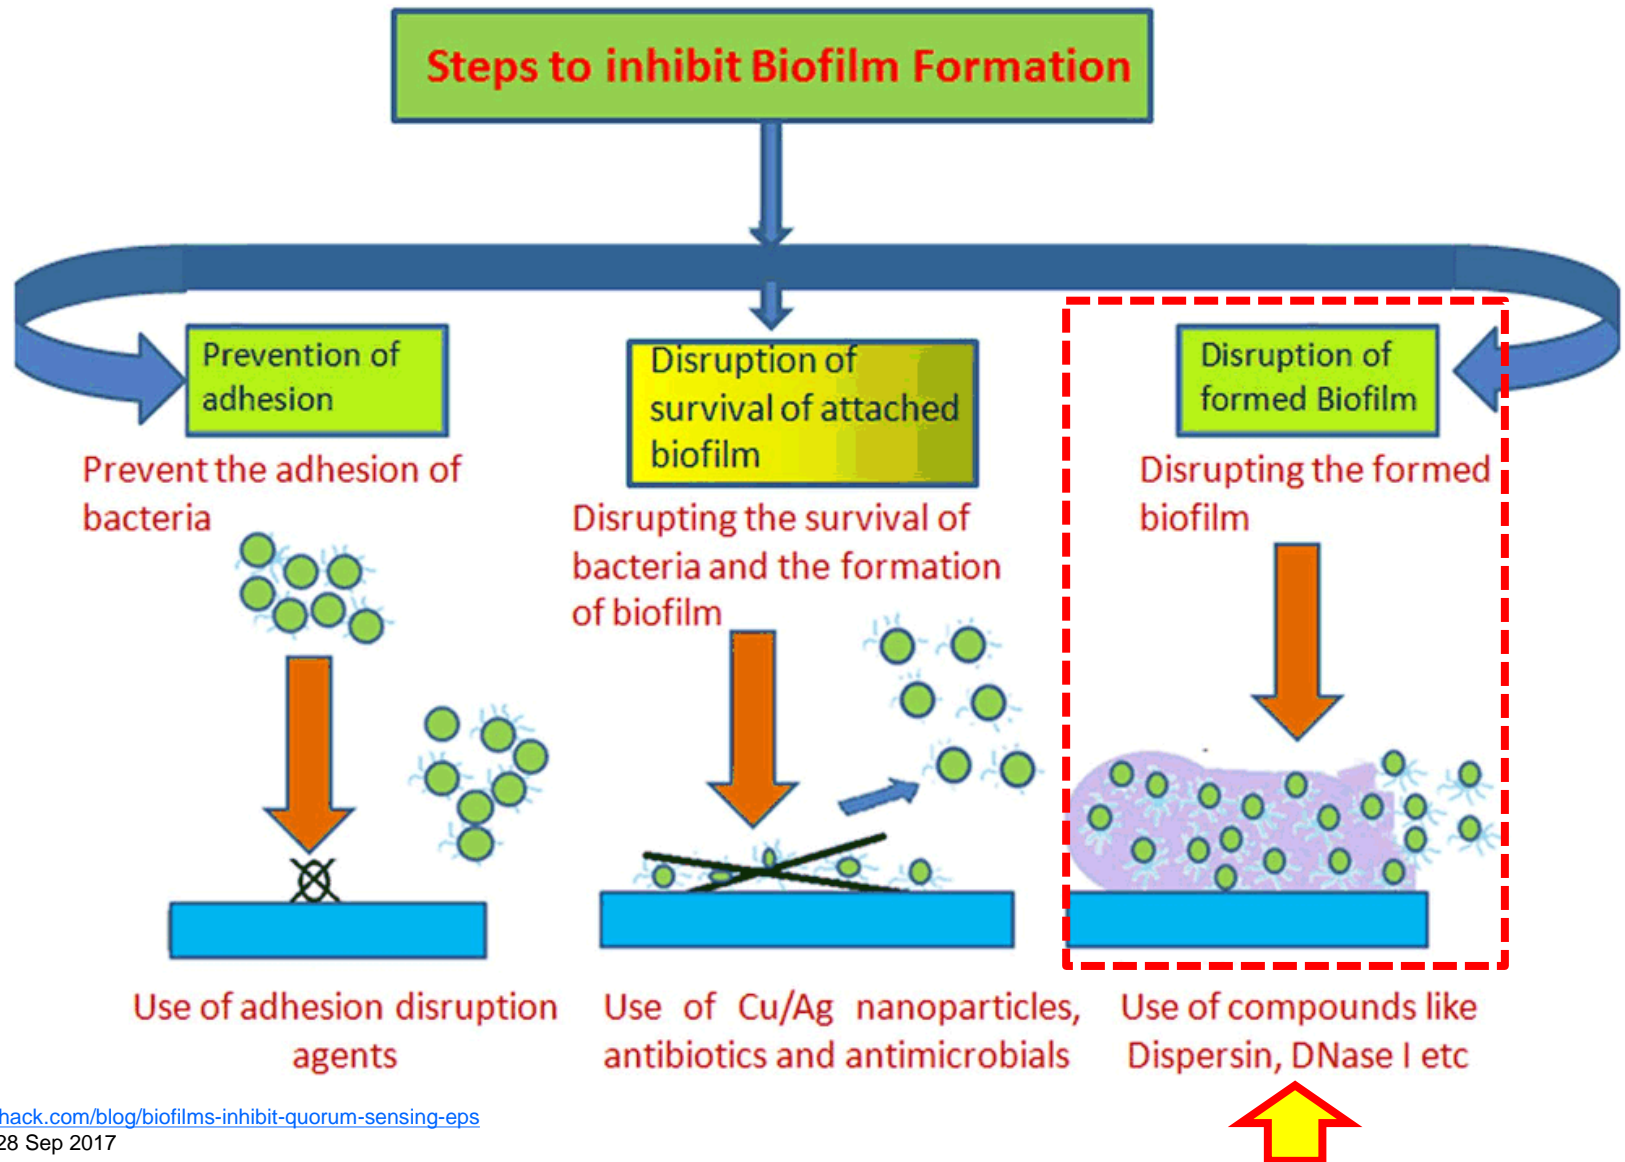 Steps to inhibit Biofilm Formation
Prevention of
adhesion
Prevent the adhesion of
bacteria
Use of adhesion disruption
agents
Disruption of
survival of attached
biofilm
Disrupting the survival of
bacteria and the formation
of biofilm
Use of Cu/Ag nanoparticles,
antibiotics and antimicrobials
Disruption of
formed Biofilm
Disrupting the formed
biofilm
Use of compounds like
Dispersin, DNase I etc
hack.com/blog/biofilms-inhibit-quorum-sensing-eps
28 Sep 2017